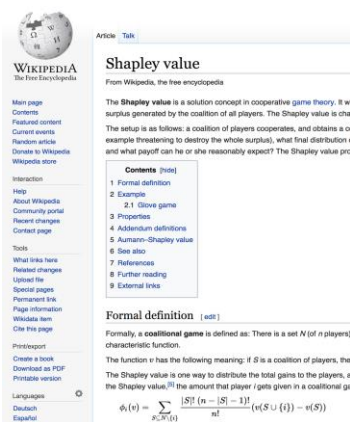 WIKIPEDIA
The Free Encyclopedia
Main page
Contents
Featured content
Current events
Random article
Donate to Wikipedia
Wikipedia store
Interaction
Help
About Wikipedia
Community portal
Recent changes
Contact page
Tools
What links here
Related changes
Upload file
Special pages
Permanent link
Page information
Wikidata item
Cite this page
Print/export
Create a book
Download as PDF
Printable version
Languages
Deutsch
Español
Article Talk
Shapley value
From Wikipedia, the free encyclopedia
The Shapley value is a solution concept in cooperative game theory. It w
surplus generated by the coalition of all players. The Shapley value is cha
The setup is as follows: a coalition of players cooperates, and obtains a c
example threatening to destroy the whole surplus), what final distribution
and what payoff can he or she reasonably expect? The Shapley value pro
Contents [hide]
1 Formal definition
2 Example
2.1 Glove game
3 Properties
4 Addendum definitions
5 Aumann–Shapley value
6 See also
7 References
8 Further reading
9 External links
Formal definition [edit]
Formally, a coalitional game is defined as: There is a set N (of n players)
characteristic function.
The function v has the following meaning: if S is a coalition of players, the
The Shapley value is one way to distribute the total gains to the players, a
the Shapley value,[5] the amount that player i gets given in a coalitional ga
φi(v) = ∑ S⊆N\{i} |S|! (n − |S| − 1)! / n! (v(S ∪ {i}) − v(S))